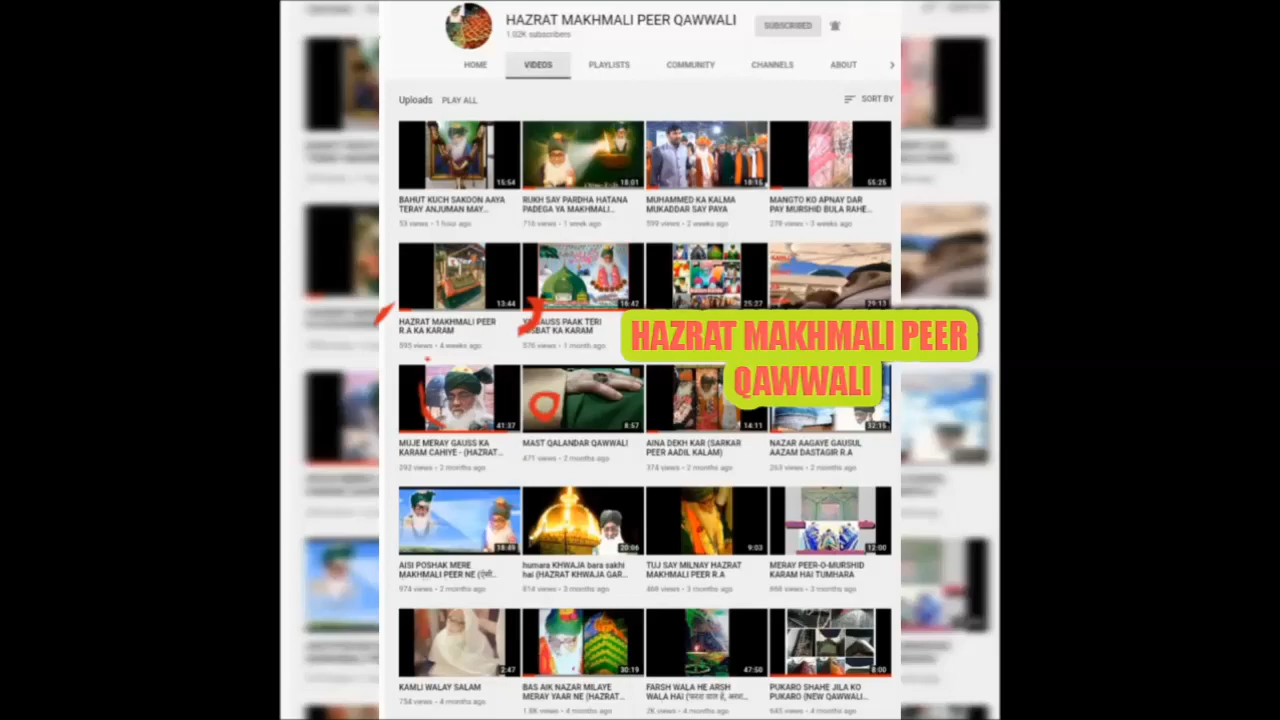 HAZRAT MAKHMALI PEER QAWWALI
1.02K subscribers
SUBSCRIBED
HOME
VIDEOS
PLAYLISTS
COMMUNITY
CHANNELS
ABOUT
Uploads PLAY ALL
SORT BY
15:54
18:01
18:15
55:25
BAHUT KUCH SAKOON AAYA
TERAY ANJUMAN MAY...
53 views • 1 hour ago
RUKH SAY PARDHA HATANA
PADEGA YA MAKHMALI...
716 views • 1 week ago
MUHAMMED KA KALMA
MUKADDAR SAY PAYA
599 views • 2 weeks ago
MANGTO KO APNAY DAR
PAY MURSHID BULA RAHE...
279 views • 3 weeks ago
13:44
16:42
25:27
29:13
HAZRAT MAKHMALI PEER
R.A KA KARAM
595 views • 4 weeks ago
GAUSS PAAK TERI
KA KARAM
576 views • 1 month ago
HAZRAT MAKHMALI PEER
QAWWALI
41:37
8:57
14:11
32:15
MUJE MERAY GAUSS KA
KARAM CAHIYE - (HAZRAT...
292 views • 2 months ago
MAST QALANDAR QAWWALI
471 views • 2 months ago
AINA DEKH KAR (SARKAR
PEER AADIL KALAM)
374 views • 2 months ago
NAZAR AAGAYE GAUSUL
AAZAM DASTAGIR R.A
263 views • 2 months ago
18:49
20:06
9:03
12:00
AISI POSHAK MERE
MAKHMALI PEER NE (ऐसी...
974 views • 2 months ago
humara KHWAJA bara sakhi
hai (HAZRAT KHWAJA GAR...
814 views • 3 months ago
TUJ SAY MILNAY HAZRAT
MAKHMALI PEER R.A
466 views • 3 months ago
MERAY PEER-O-MURSHID
KARAM HAI TUMHARA
666 views • 3 months ago
2:47
30:19
47:50
8:00
KAMLI WALAY SALAM
754 views • 4 months ago
BAS AIK NAZAR MILAYE
MERAY YAAR NE (HAZRAT...
1.8K views • 4 months ago
FARSH WALA HE ARSH
WALA HAI
2K views • 4 months ago
PUKARO SHAHE JILA KO
PUKARO (NEW QAWWALI...
645 views • 4 months ago